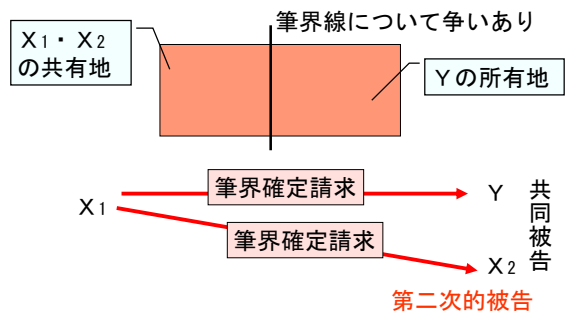 筆界線について争いあり
X1・X2
の共有地
Yの所有地
筆界確定請求
X1
Y
筆界確定請求
X2
共同被告
第二次的被告